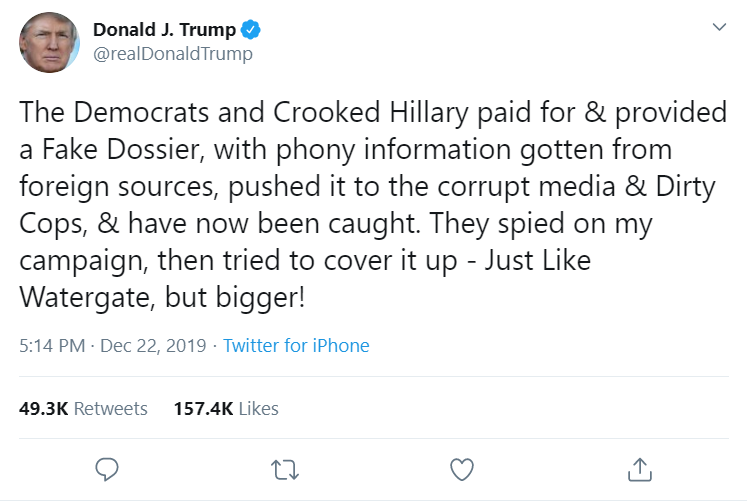 Donald J. Trump
@realDonaldTrump
The Democrats and Crooked Hillary paid for & provided
a Fake Dossier, with phony information gotten from
foreign sources, pushed it to the corrupt media & Dirty
Cops, & have now been caught. They spied on my
campaign, then tried to cover it up - Just Like
Watergate, but bigger!
5:14 PM · Dec 22, 2019 · Twitter for iPhone
49.3K Retweets 157.4K Likes